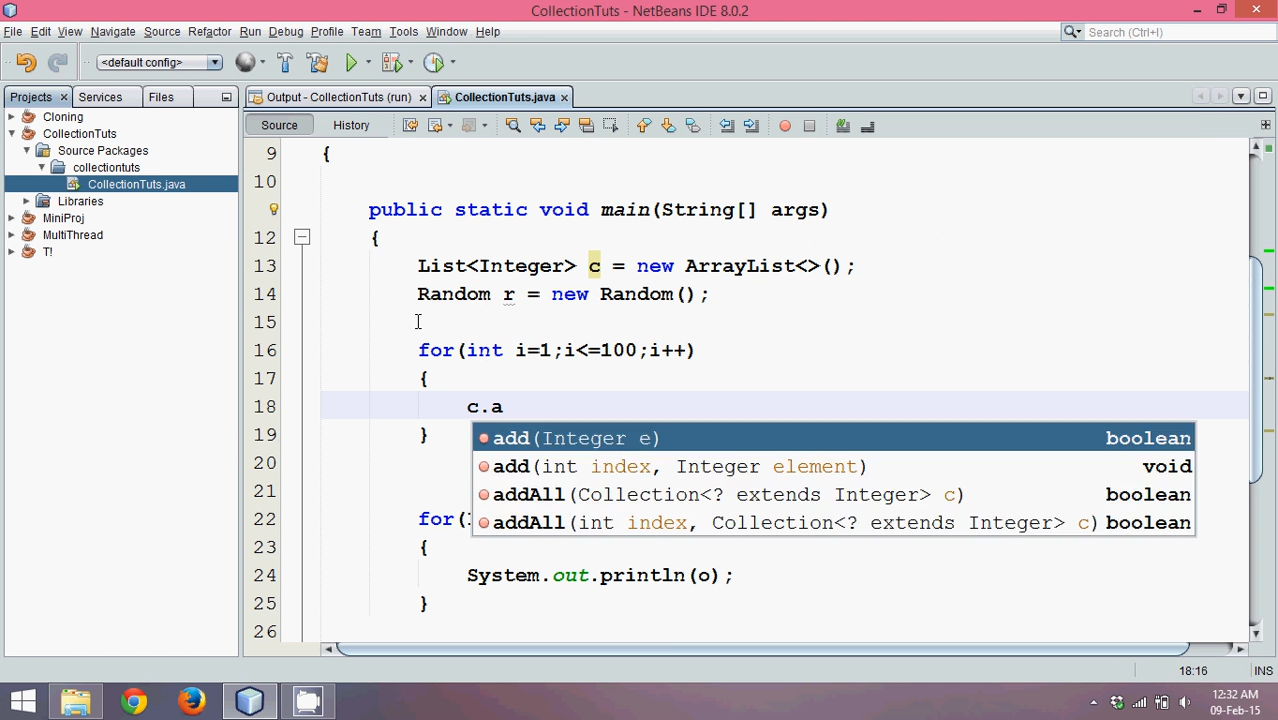 CollectionTuts - NetBeans IDE 8.0.2
File Edit View Navigate Source Refactor Run Debug Profile Team Tools Window Help
Search (Ctrl+I)
<default config>
Projects Services Files
Output - CollectionTuts (run) CollectionTuts.java
Cloning
CollectionTuts
Source Packages
collectiontuts
CollectionTuts.java
Libraries
MiniProj
MultiThread
T!
Source History
9 {
10
public static void main(String[] args)
12 {
13 List<Integer> c = new ArrayList<>();
14 Random r = new Random();
15
16 for(int i=1;i<=100;i++)
17 {
18 c.a
19 }
add(Integer e) boolean
20
add(int index, Integer element) void
21
addAll(Collection<? extends Integer> c) boolean
22 for(
addAll(int index, Collection<? extends Integer> c) boolean
23 {
24 System.out.println(o);
25 }
26
18:16 INS
12:32 AM
09-Feb-15